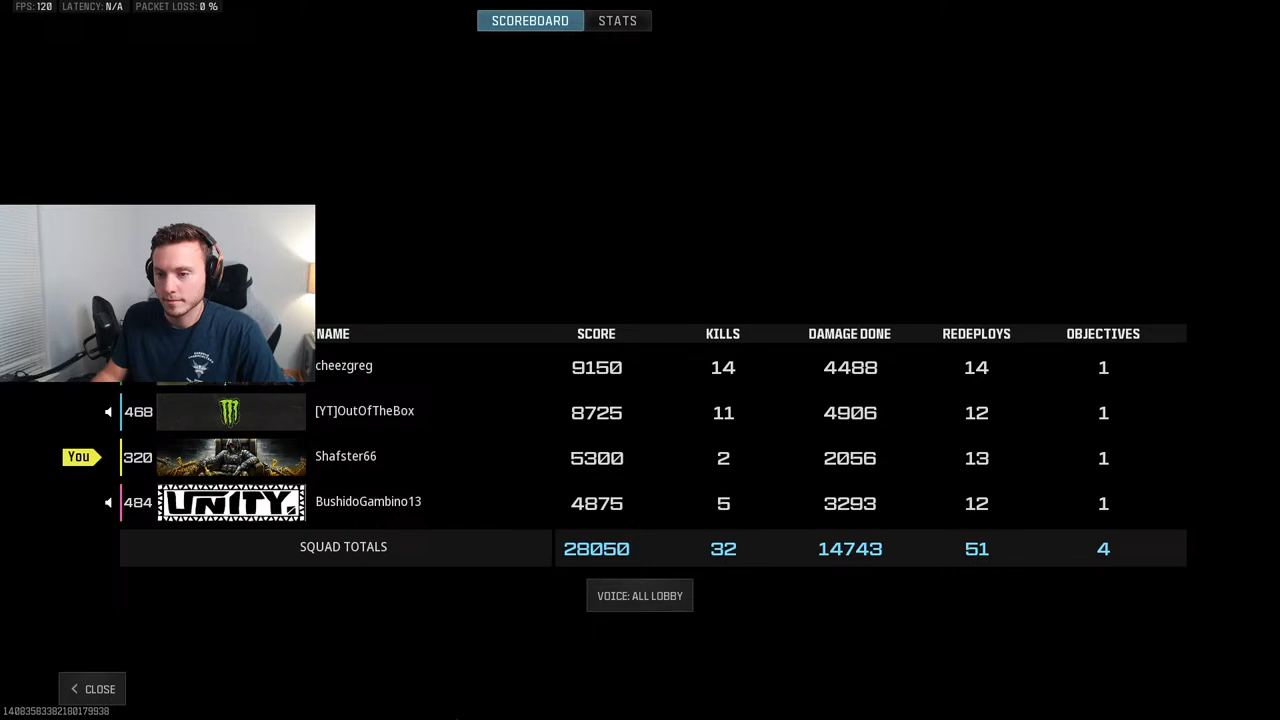 FPS: 120 LATENCY: N/A PACKET LOSS: 0 %
SCOREBOARD STATS
NAME SCORE KILLS DAMAGE DONE REDEPLOYS OBJECTIVES
cheezgreg 9150 14 4488 14 1
468 [YT]OutOfTheBox 8725 11 4906 12 1
You 320 Shafster66 5300 2 2056 13 1
484 UNITY. BushidoGambino13 4875 5 3293 12 1
SQUAD TOTALS 28050 32 14743 51 4
VOICE: ALL LOBBY
CLOSE
14083583382180179938